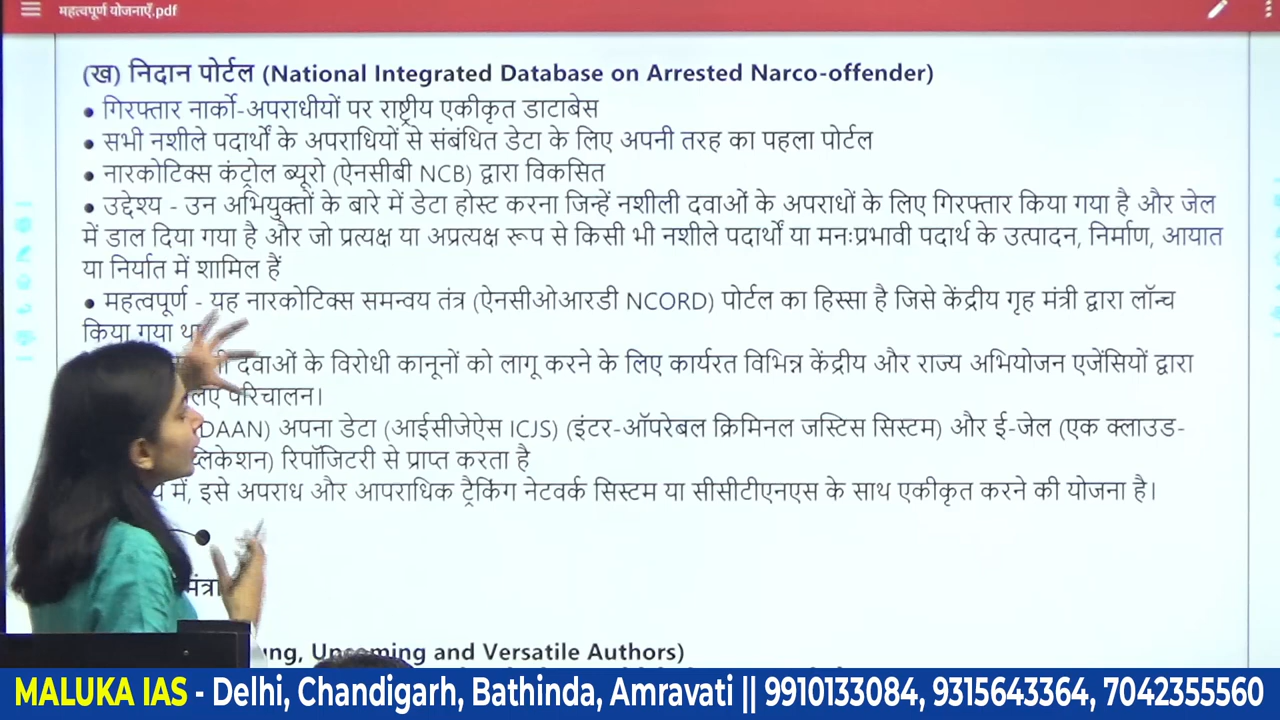 महत्वपूर्ण योजनाएँ.pdf
(ख) निदान पोर्टल (National Integrated Database on Arrested Narco-offender)
• गिरफ्तार नार्को-अपराधीयों पर राष्ट्रीय एकीकृत डाटाबेस
• सभी नशीले पदार्थों के अपराधियों से संबंधित डेटा के लिए अपनी तरह का पहला पोर्टल
• नारकोटिक्स कंट्रोल ब्यूरो (ऐनसीबी NCB) द्वारा विकसित
• उद्देश्य - उन अभियुक्तों के बारे में डेटा होस्ट करना जिन्हें नशीली दवाओं के अपराधों के लिए गिरफ्तार किया गया है और जेल
में डाल दिया गया है और जो प्रत्यक्ष या अप्रत्यक्ष रूप से किसी भी नशीले पदार्थों या मनःप्रभावी पदार्थ के उत्पादन, निर्माण, आयात
या निर्यात में शामिल हैं
• महत्वपूर्ण - यह नारकोटिक्स समन्वय तंत्र (ऐनसीओआरडी NCORD) पोर्टल का हिस्सा है जिसे केंद्रीय गृह मंत्री द्वारा लॉन्च
किया गया
दवाओं के विरोधी कानूनों को लागू करने के लिए कार्यरत विभिन्न केंद्रीय और राज्य अभियोजन एजेंसियों द्वारा
परिचालन।
DAAN) अपना डेटा (आईसीजेऐस ICJS) (इंटर-ऑपरेबल क्रिमिनल जस्टिस सिस्टम) और ई-जेल (एक क्लाउड-
रिपॉजिटरी से प्राप्त करता है
में, इसे अपराध और आपराधिक ट्रैकिंग नेटवर्क सिस्टम या सीसीटीएनएस के साथ एकीकृत करने की योजना है।
Upcoming and Versatile Authors)
MALUKA IAS - Delhi, Chandigarh, Bathinda, Amravati || 9910133084, 9315643364, 7042355560